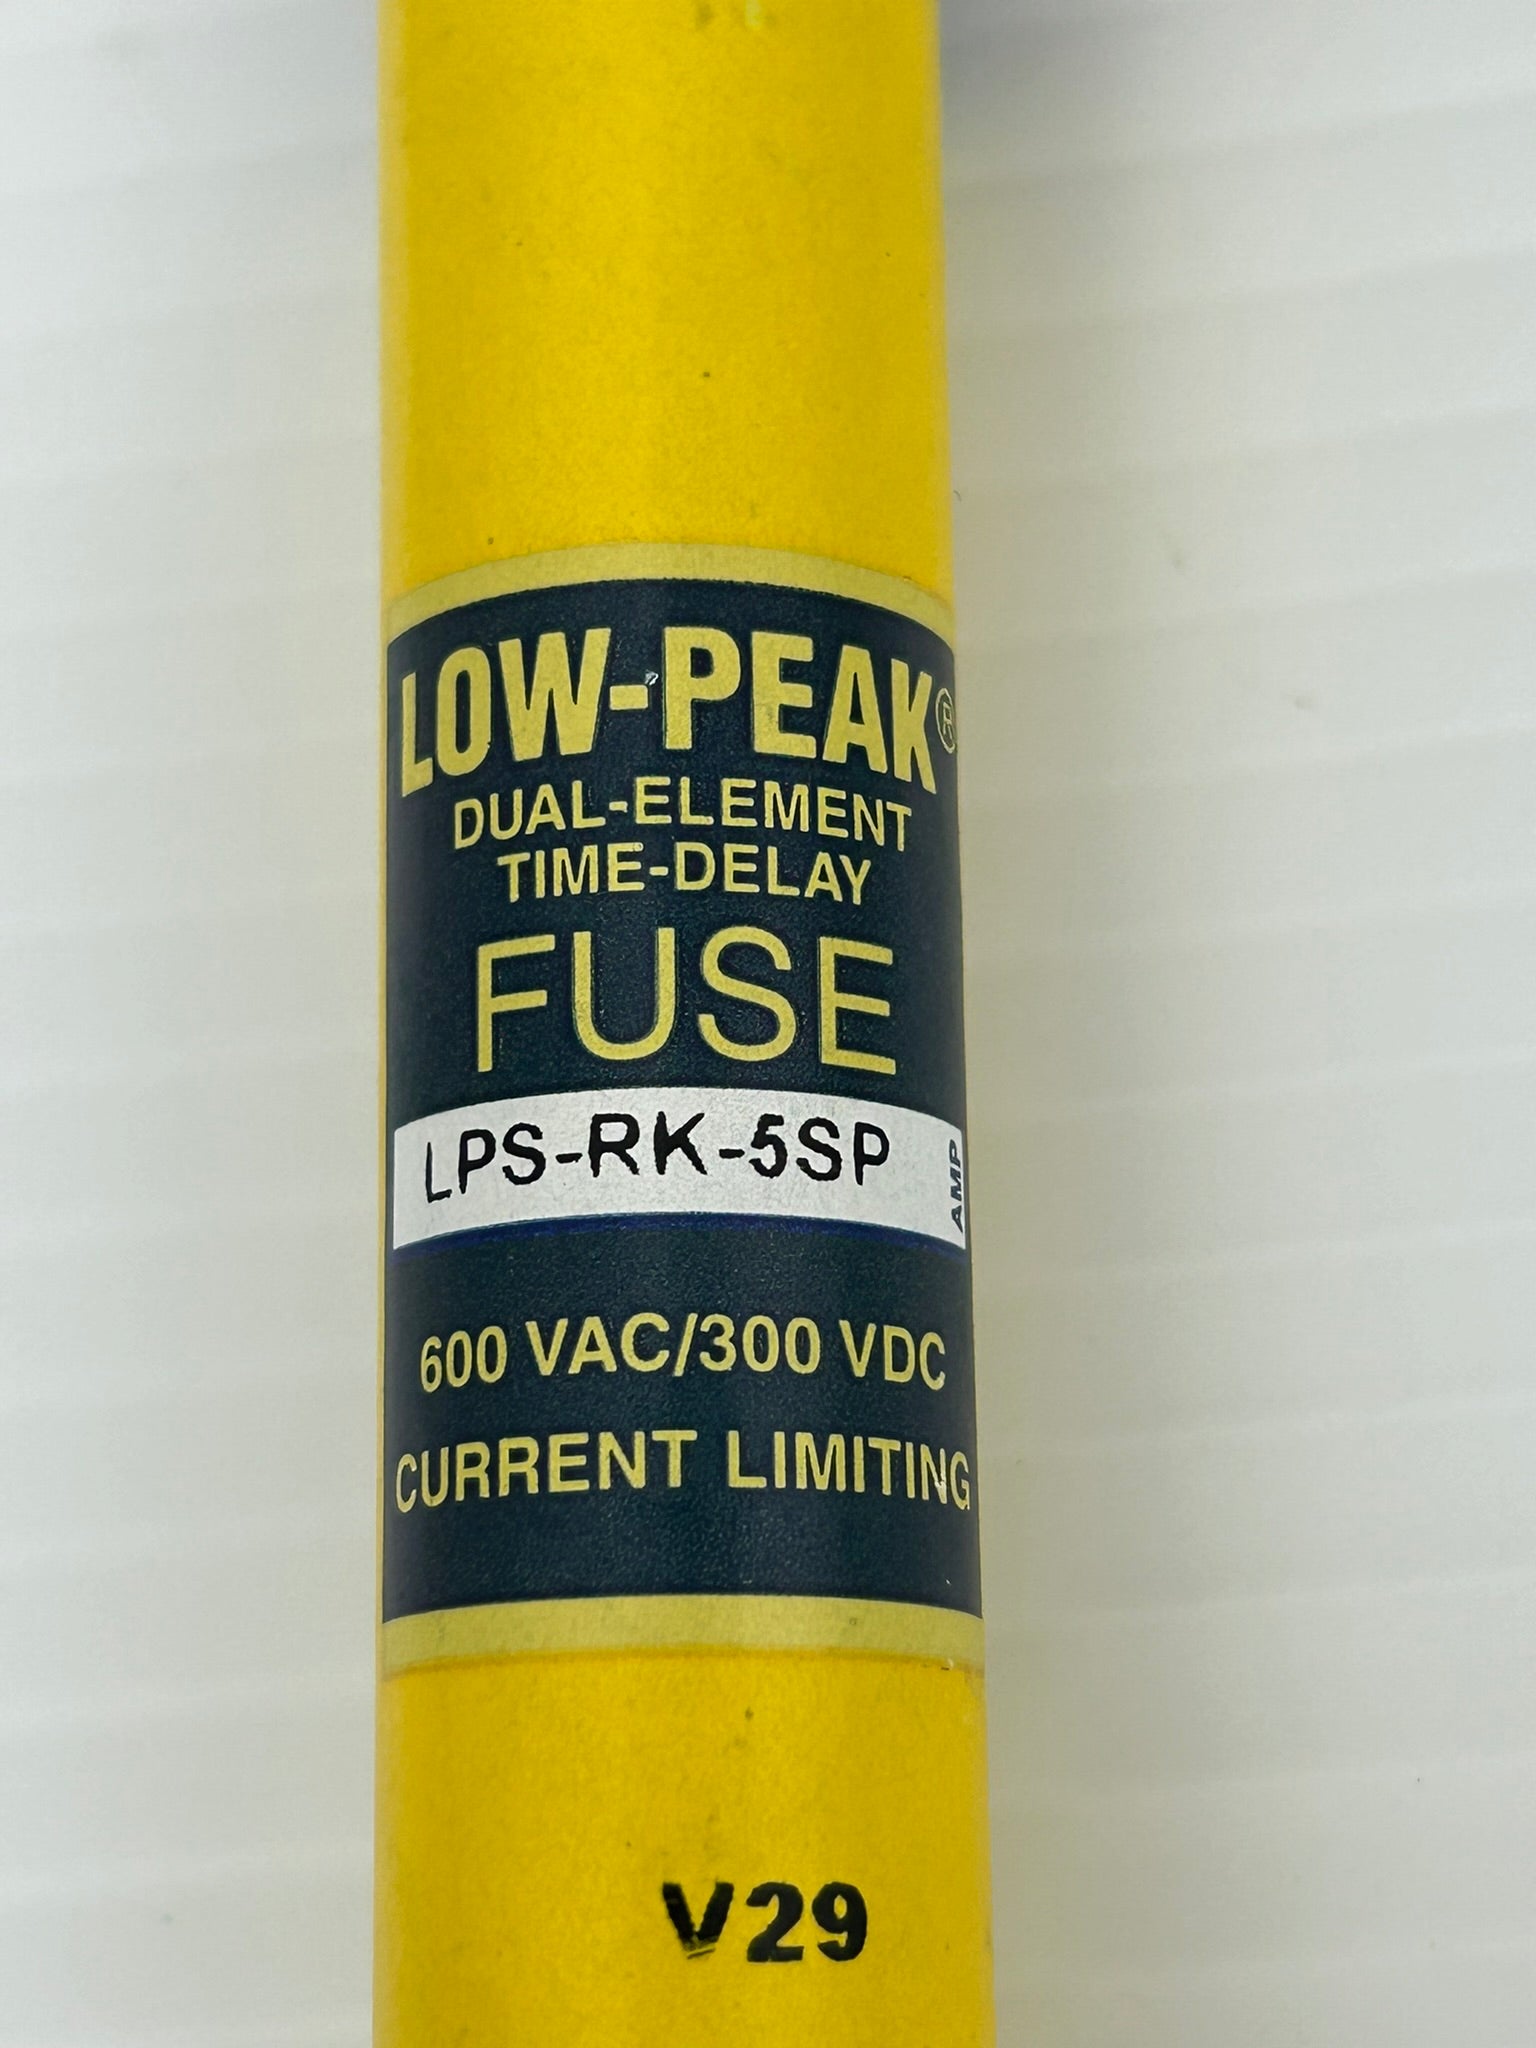 LOW-PEAK®
DUAL-ELEMENT
TIME-DELAY
FUSE
LPS-RK-5SP AMP
600 VAC/300 VDC
CURRENT LIMITING
V29